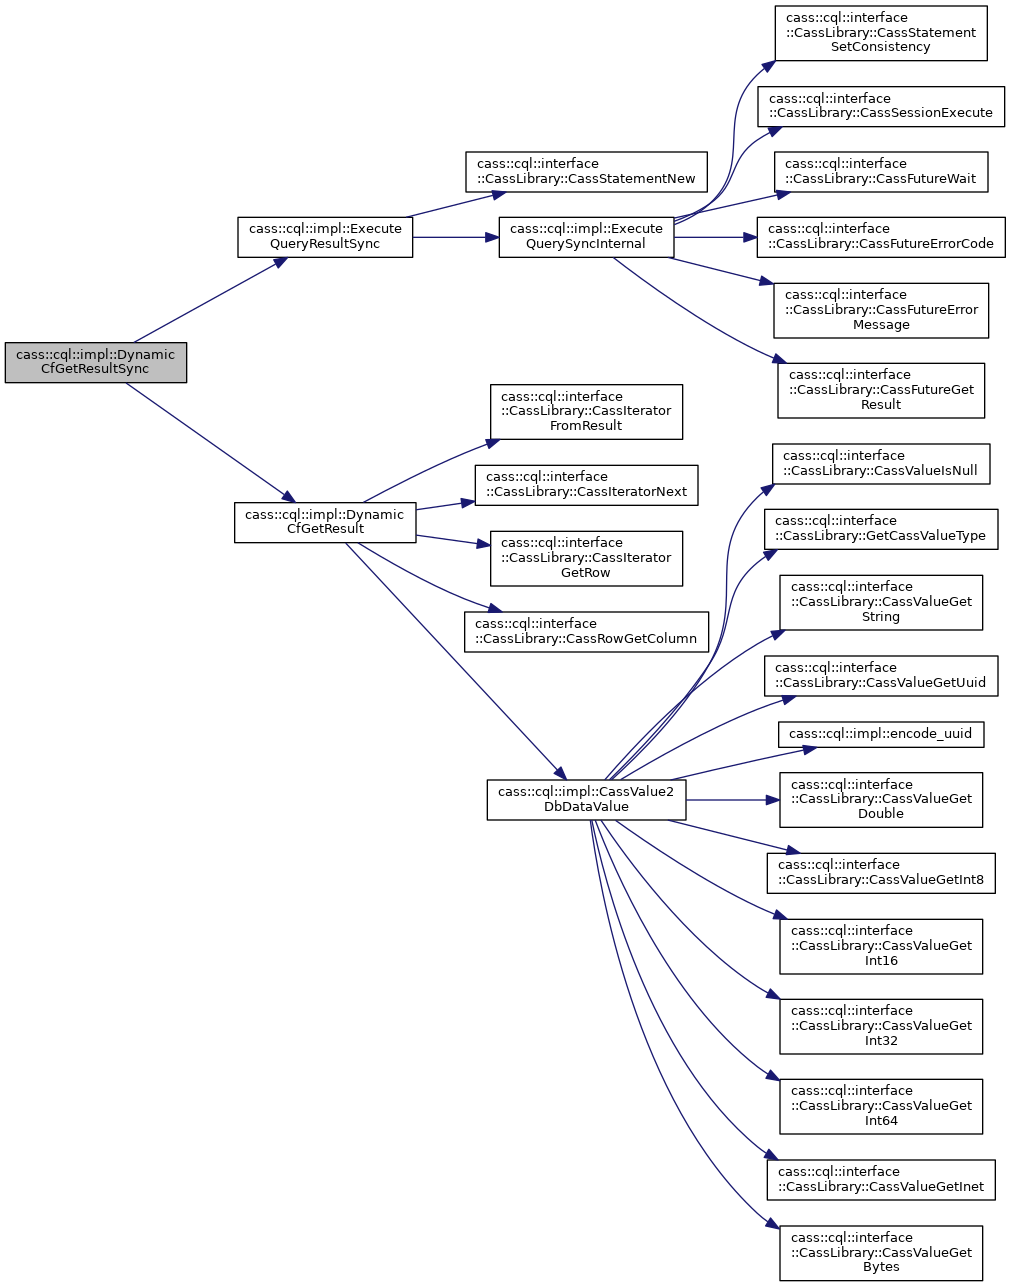 cass::cql::interface
::CassLibrary::CassStatement
SetConsistency
cass::cql::interface
::CassLibrary::CassSessionExecute
cass::cql::interface
::CassLibrary::CassStatementNew
cass::cql::interface
::CassLibrary::CassFutureWait
cass::cql::impl::Execute
QueryResultSync
cass::cql::impl::Execute
QuerySyncInternal
cass::cql::interface
::CassLibrary::CassFutureErrorCode
cass::cql::interface
::CassLibrary::CassFutureError
Message
cass::cql::impl::Dynamic
CfGetResultSync
cass::cql::interface
::CassLibrary::CassFutureGet
Result
cass::cql::interface
::CassLibrary::CassIterator
FromResult
cass::cql::interface
::CassLibrary::CassValueIsNull
cass::cql::interface
::CassLibrary::CassIteratorNext
cass::cql::impl::Dynamic
CfGetResult
cass::cql::interface
::CassLibrary::GetCassValueType
cass::cql::interface
::CassLibrary::CassIterator
GetRow
cass::cql::interface
::CassLibrary::CassValueGet
String
cass::cql::interface
::CassLibrary::CassRowGetColumn
cass::cql::interface
::CassLibrary::CassValueGetUuid
cass::cql::impl::encode_uuid
cass::cql::impl::CassValue2
DbDataValue
cass::cql::interface
::CassLibrary::CassValueGet
Double
cass::cql::interface
::CassLibrary::CassValueGetInt8
cass::cql::interface
::CassLibrary::CassValueGet
Int16
cass::cql::interface
::CassLibrary::CassValueGet
Int32
cass::cql::interface
::CassLibrary::CassValueGet
Int64
cass::cql::interface
::CassLibrary::CassValueGetInet
cass::cql::interface
::CassLibrary::CassValueGet
Bytes